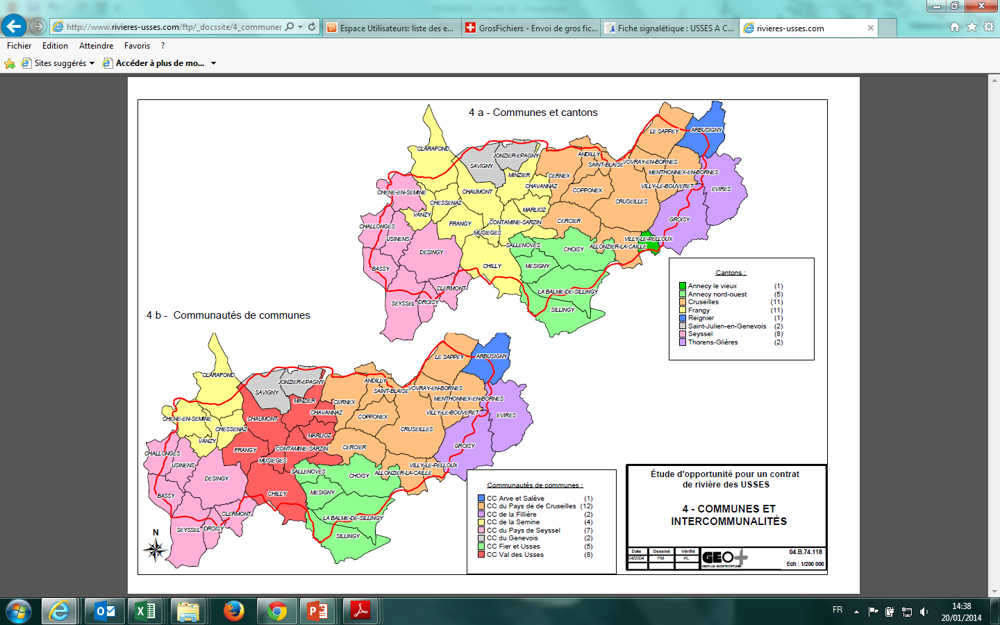 http://www.rivieres-usses.com/ftp/_docssite/4_communes
Espace Utilisateurs: liste des e...
GrosFichiers - Envoi de gros fic...
Fiche signalétique : USSES A C...
rivieres-usses.com
Fichier Edition Atteindre Favoris ?
Sites suggérés
Accéder à plus de mo...
4 a - Communes et cantons
LE SAPPEY
ARBUSIGNY
CLARAFOND
JONZIER-EPAGNY
ANDILLY
SAVIGNY
SAINT-BLAISE
VOVRAY-EN-BORNES
MINZIER
CERNEX
MENTHONNEX-EN-BORNES
CHAVANNAZ
VILLY-LE-BOUVERET
EVIRES
CHENE-EN-SEMINE
CHAUMONT
COPPONEX
CHESSENAZ
CRUSEILLES
MARLIOZ
VANZY
GROISY
CHALLONGES
FRANGY
CONTAMINE-SARZIN
CERCIER
USINENS
MUSIEGES
VILLY-LE-PELLOUX
SALLENOVES
CHOISY
ALLONZIER-LA-CAILLE
DESINGY
BASSY
CHILLY
MESIGNY
CLERMONT
LA BALME-DE-SILLINGY
SEYSSEL
DROISY
SILLINGY
Cantons :
Annecy le vieux (1)
Annecy nord-ouest (5)
Cruseilles (11)
Frangy (11)
Reignier (1)
Saint-Julien-en-Genevois (2)
Seyssel (8)
Thorens-Glières (2)
4 b - Communautés de communes
LE SAPPEY
ARBUSIGNY
CLARAFOND
JONZIER-EPAGNY
ANDILLY
SAVIGNY
SAINT-BLAISE
VOVRAY-EN-BORNES
MINZIER
CERNEX
MENTHONNEX-EN-BORNES
CHAVANNAZ
VILLY-LE-BOUVERET
EVIRES
CHENE-EN-SEMINE
CHAUMONT
COPPONEX
CHESSENAZ
CRUSEILLES
MARLIOZ
VANZY
GROISY
CHALLONGES
FRANGY
CONTAMINE-SARZIN
CERCIER
USINENS
MUSIEGES
VILLY-LE-PELLOUX
SALLENOVES
CHOISY
ALLONZIER-LA-CAILLE
DESINGY
BASSY
CHILLY
MESIGNY
CLERMONT
LA BALME-DE-SILLINGY
SEYSSEL
DROISY
SILLINGY
N
Communautés de communes :
CC Arve et Salève (1)
CC du Pays de de Cruseilles (12)
CC de la Fillière (2)
CC de la Semine (4)
CC du Pays de Seyssel (7)
CC du Genevois (2)
CC Fier et Usses (5)
CC Val des Usses (8)
Étude d'opportunité pour un contrat
de rivière des USSES
4 - COMMUNES ET
INTERCOMMUNALITÉS
Date Dessiné Vérifié
04/2004 PM HL
GEO+
GEOPLUS, SOCIETE D'ETUDES
04.B.74.118
Ech : 1/200 000
FR
14:38
20/01/2014